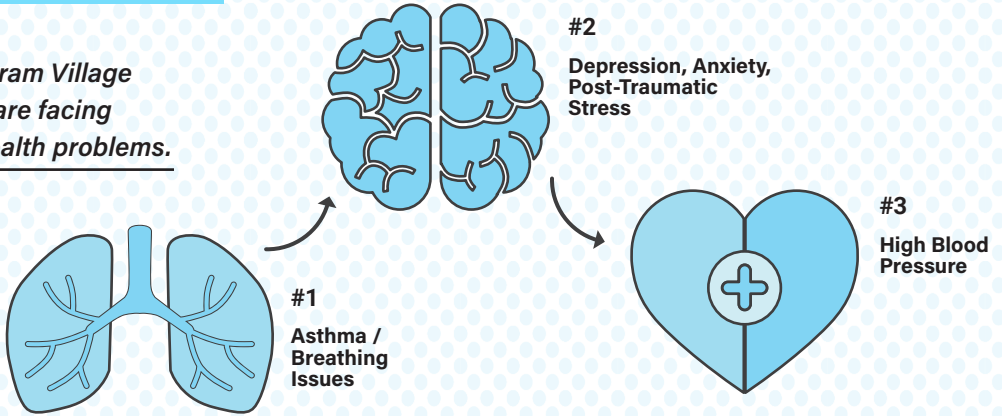 ram Village
are facing
alth problems.
#1
Asthma /
Breathing
Issues
#2
Depression, Anxiety,
Post-Traumatic
Stress
#3
High Blood
Pressure